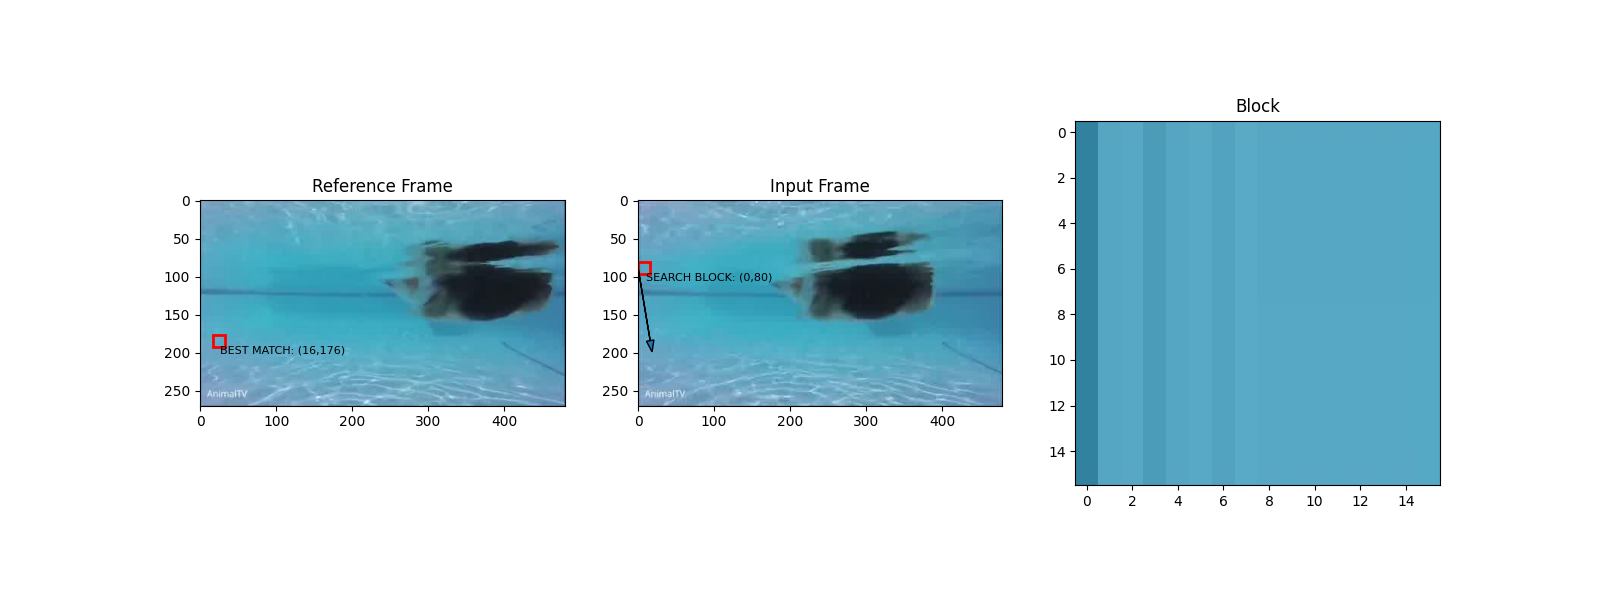 Reference Frame
0
50
100
150
200
250
0 100 200 300 400
BEST MATCH: (16,176)
AnimalTV
Input Frame
0
50
100
150
200
250
0 100 200 300 400
SEARCH BLOCK: (0,80)
AnimalTV
Block
0
2
4
6
8
10
12
14
0 2 4 6 8 10 12 14